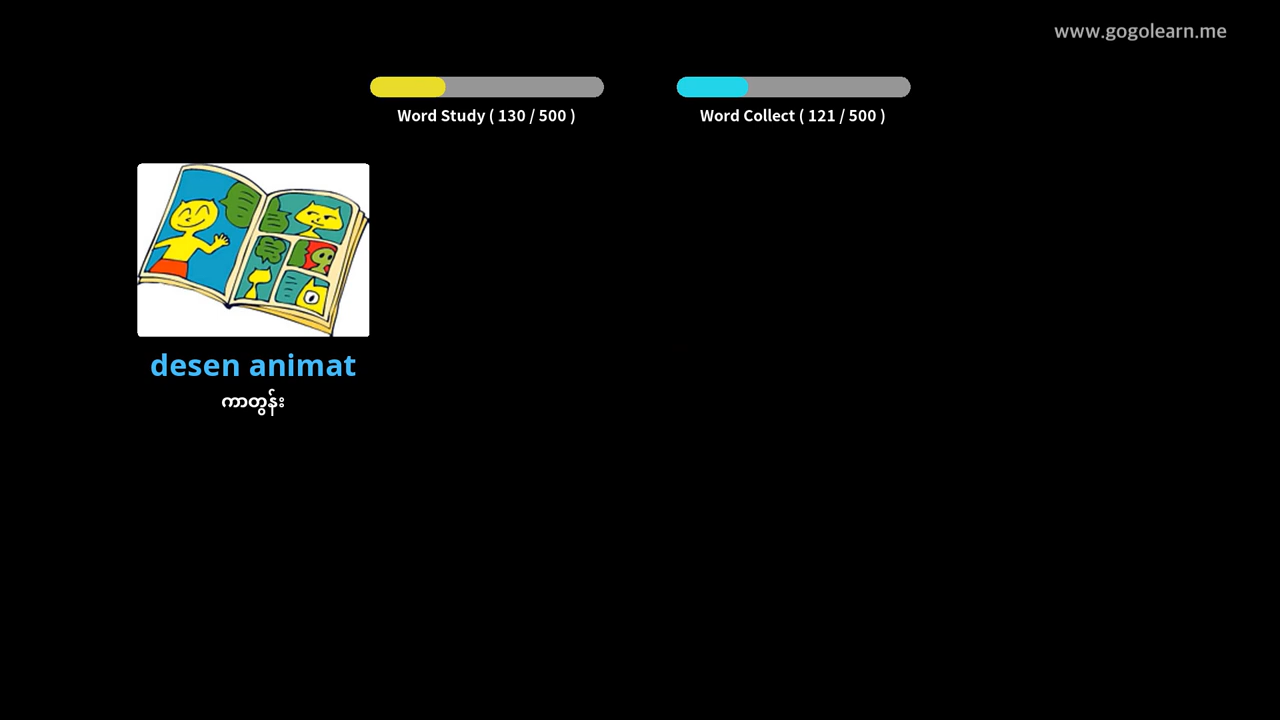 www.gogolearn.me
Word Study ( 130 / 500 )
Word Collect ( 121 / 500 )
desen animat
ကာတွန်း